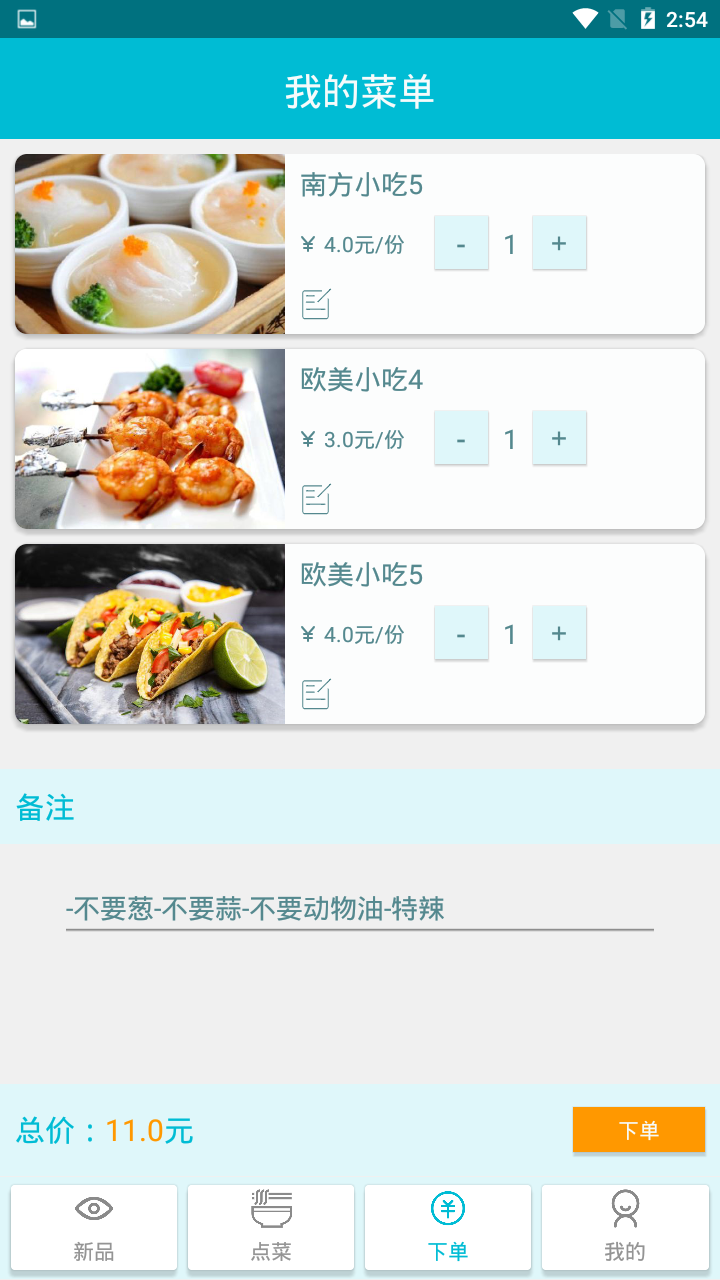 2:54
我的菜单
南方小吃5
¥ 4.0元/份
- 1 +
欧美小吃4
¥ 3.0元/份
- 1 +
欧美小吃5
¥ 4.0元/份
- 1 +
备注
-不要葱-不要蒜-不要动物油-特辣
总价：11.0元
下单
新品 点菜 下单 我的